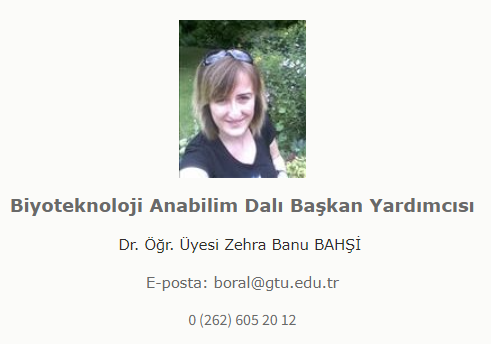 Biyoteknoloji Anabilim Dalı Başkan Yardımcısı
Dr. Öğr. Üyesi Zehra Banu BAHŞİ
E-posta: boral@gtu.edu.tr
0 (262) 605 20 12